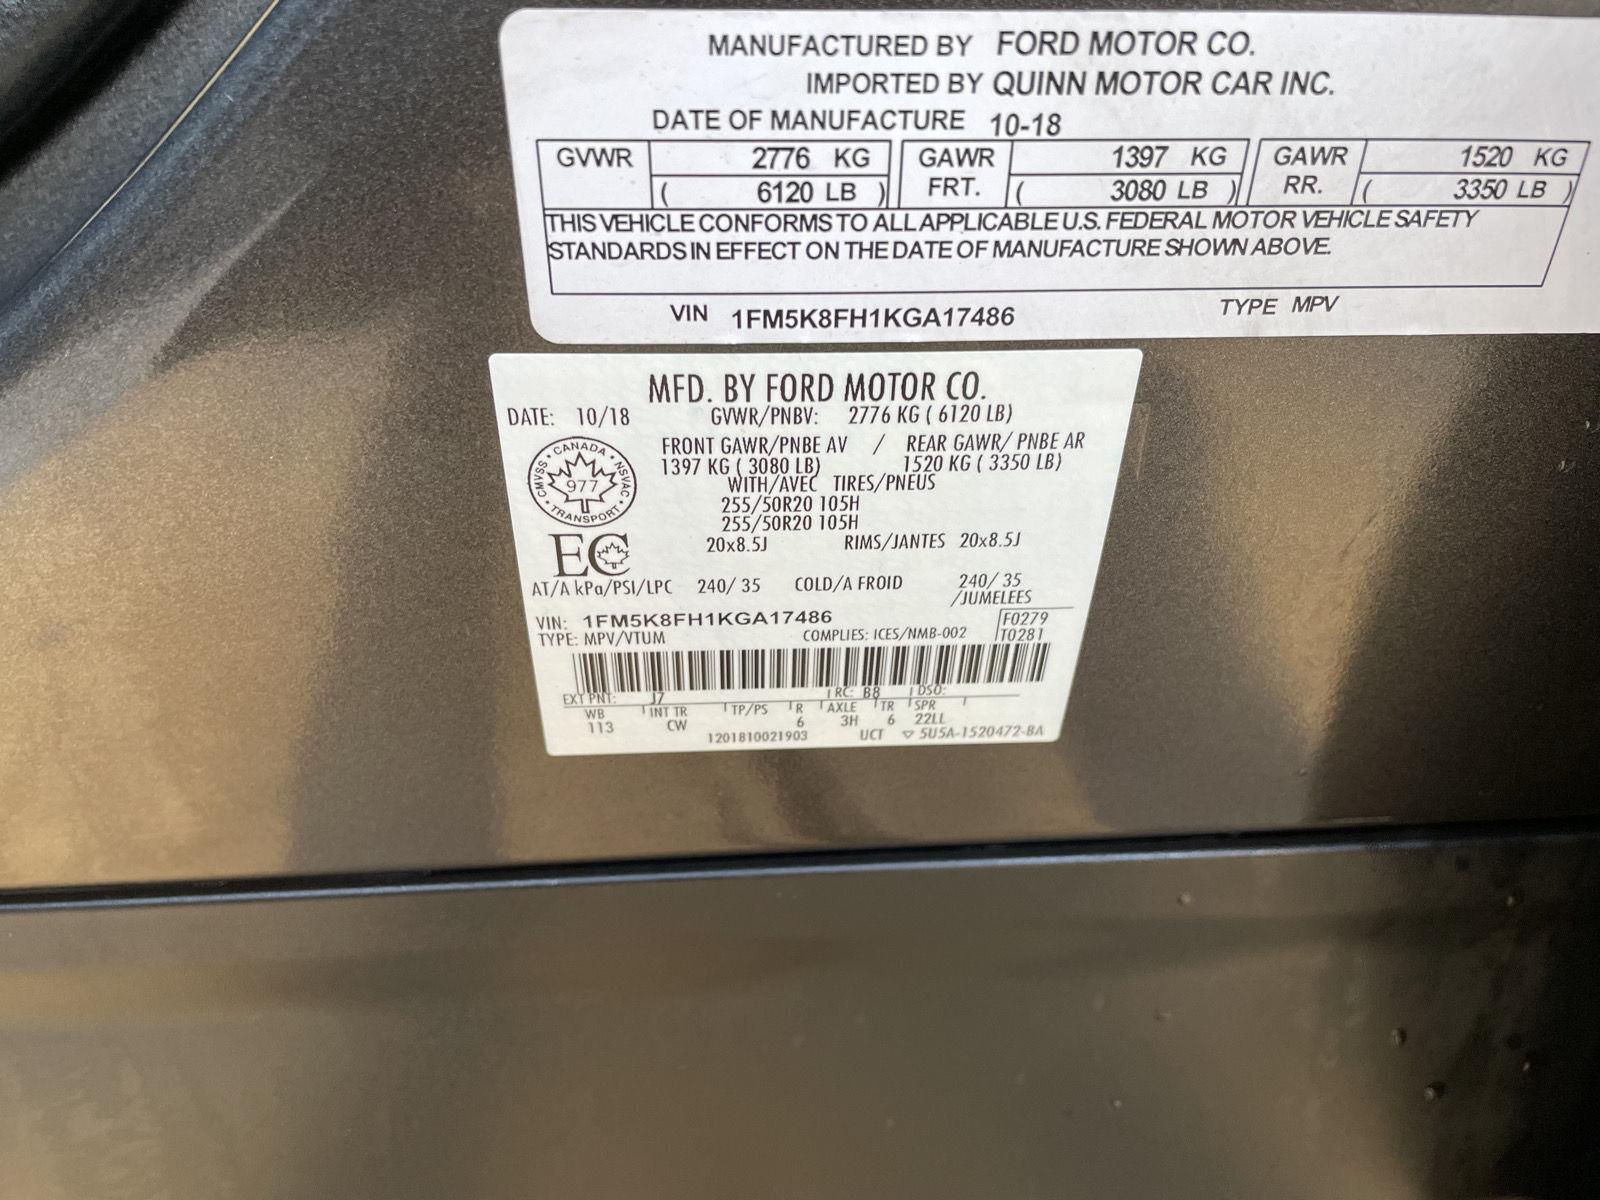 MANUFACTURED BY FORD MOTOR CO.
IMPORTED BY QUINN MOTOR CAR INC.
DATE OF MANUFACTURE 10-18
GVWR 2776 KG GAWR 1397 KG GAWR 1520 KG
( 6120 LB ) FRT. ( 3080 LB ) RR. ( 3350 LB )
THIS VEHICLE CONFORMS TO ALL APPLICABLE U.S. FEDERAL MOTOR VEHICLE SAFETY
STANDARDS IN EFFECT ON THE DATE OF MANUFACTURE SHOWN ABOVE.
VIN 1FM5K8FH1KGA17486 TYPE MPV
MFD. BY FORD MOTOR CO.
DATE: 10/18 GVWR/PNBV: 2776 KG ( 6120 LB)
FRONT GAWR/PNBE AV / REAR GAWR/ PNBE AR
1397 KG ( 3080 LB) 1520 KG ( 3350 LB)
WITH/AVEC TIRES/PNEUS
255/50R20 105H
255/50R20 105H
20x8.5J RIMS/JANTES 20x8.5J
CANADA
CMVSS 977 NSVAC
TRANSPORT
EC
AT/A kPa/PSI/LPC 240/ 35 COLD/A FROID 240/ 35
/JUMELEES
VIN: 1FM5K8FH1KGA17486 F0279
TYPE: MPV/VTUM COMPLIES: ICES/NMB-002 T0281
EXT PNT: J7 RC: B8 DSO:
WB INT TR TP/PS R AXLE TR SPR
113 CW 6 3H 6 22LL
1201810021903 UCT ▽ 5U5A-1520472-BA